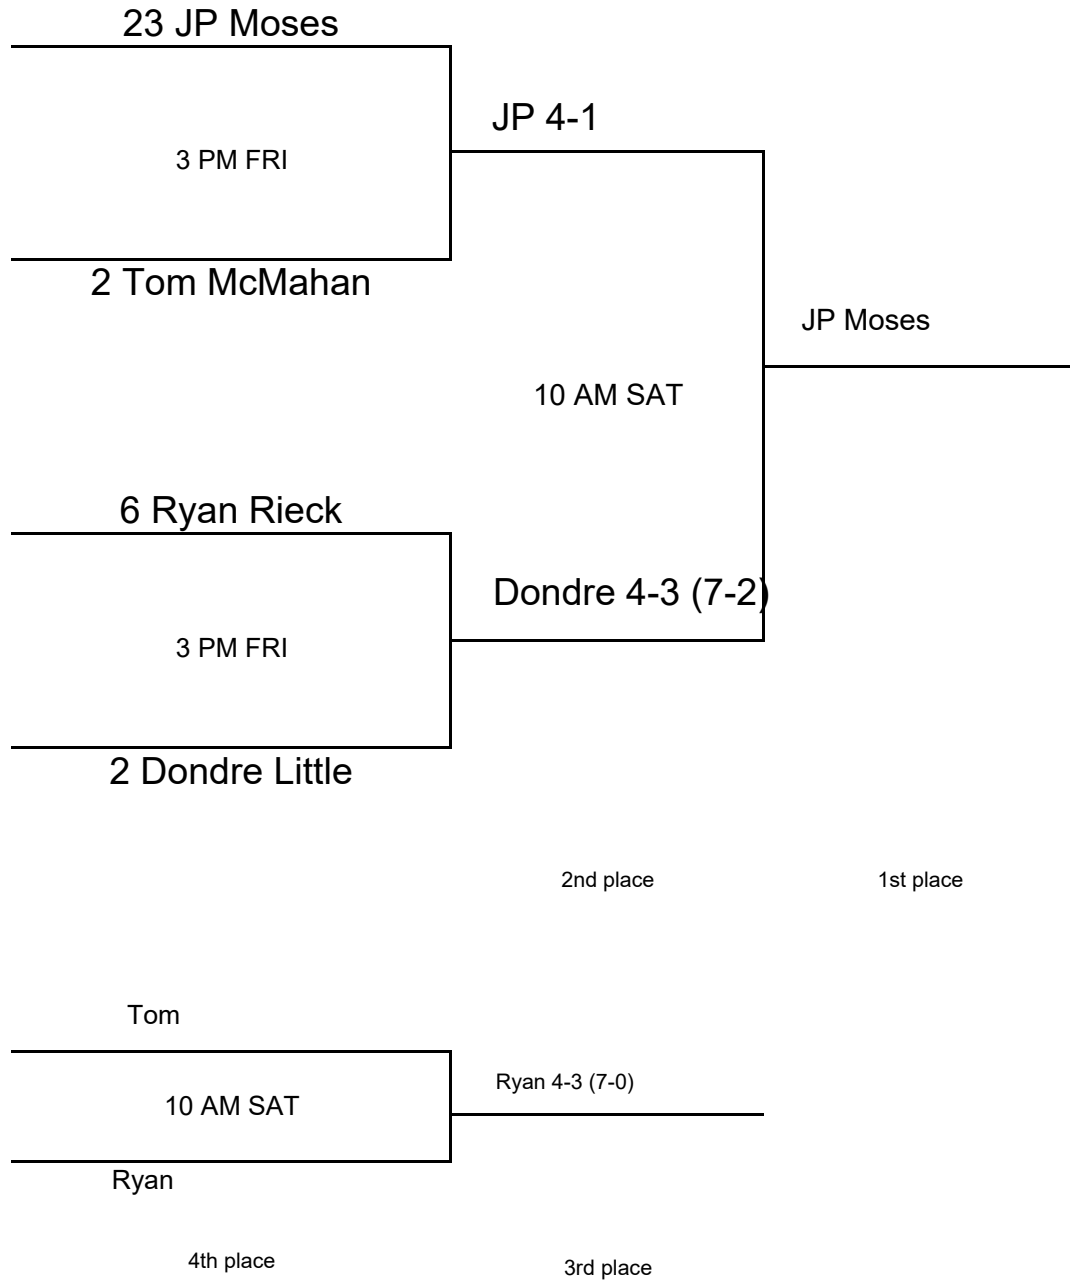 23 JP Moses
JP 4-1
3 PM FRI
2 Tom McMahan
JP Moses
10 AM SAT
6 Ryan Rieck
Dondre 4-3 (7-2)
3 PM FRI
2 Dondre Little
2nd place
1st place
Tom
Ryan 4-3 (7-0)
10 AM SAT
Ryan
4th place
3rd place